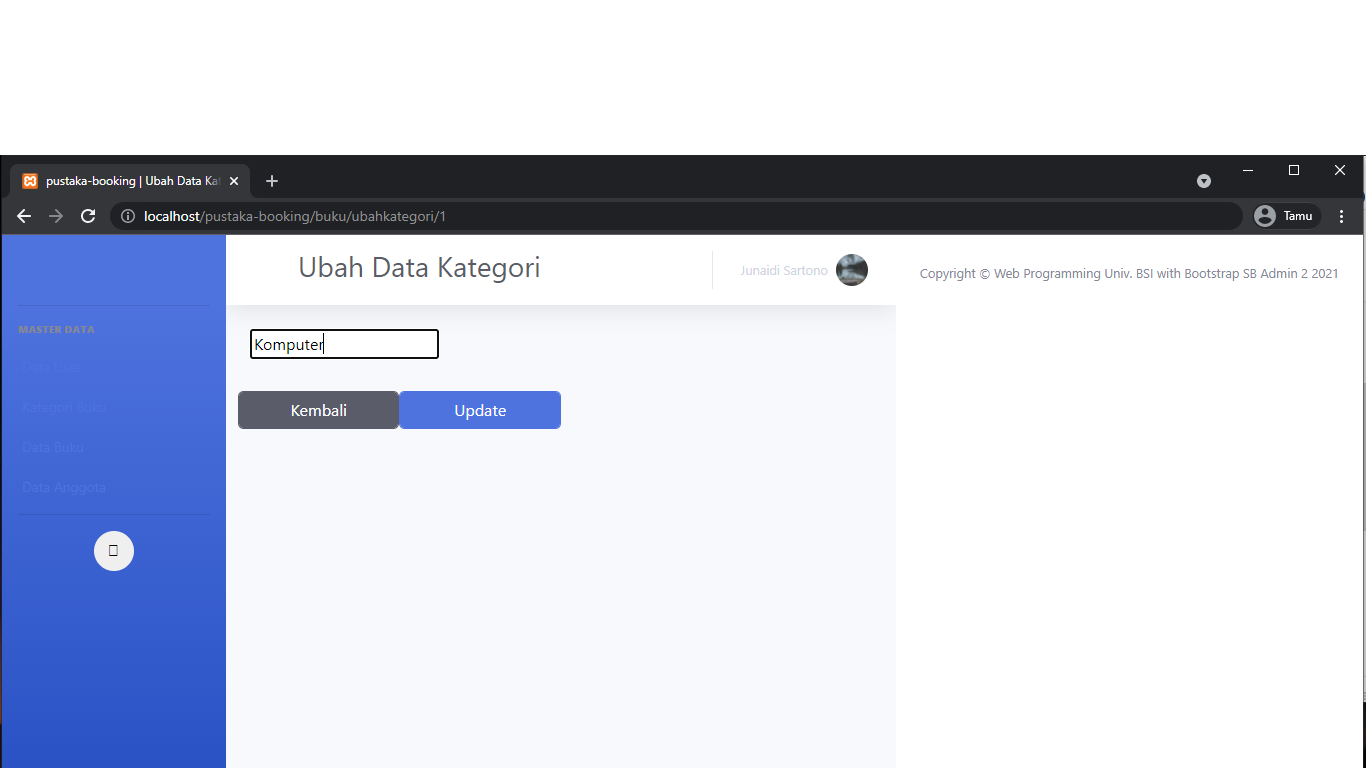 pustaka-booking | Ubah Data Kat
localhost/pustaka-booking/buku/ubahkategori/1
Tamu
Ubah Data Kategori
Junaidi Sartono
Copyright © Web Programming Univ. BSI with Bootstrap SB Admin 2 2021
MASTER DATA
Data User
Kategori Buku
Data Buku
Data Anggota
Komputer
Kembali
Update